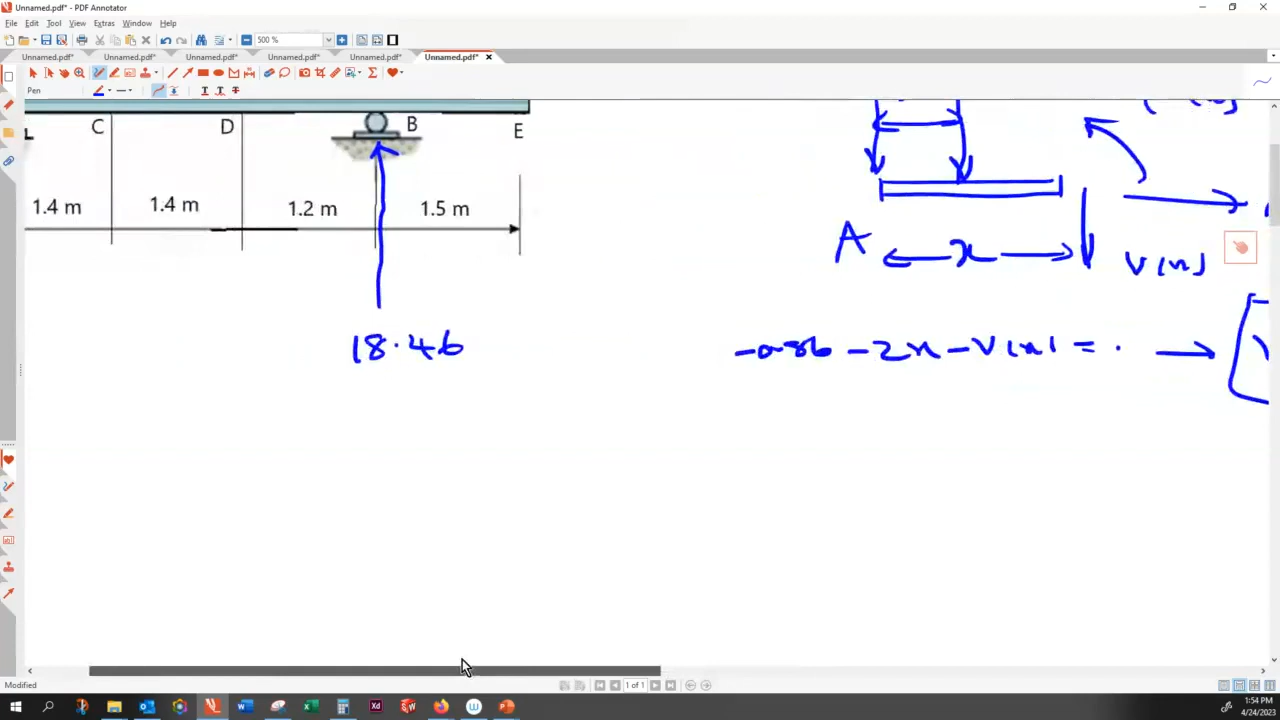 Unnamed.pdf* - PDF Annotator
File Edit Tool View Extras Window Help
500 %
Unnamed.pdf* Unnamed.pdf* Unnamed.pdf* Unnamed.pdf* Unnamed.pdf* Unnamed.pdf*
Pen
C D B E
1.4 m 1.4 m 1.2 m 1.5 m
A x V(x)
18.46
-0.86 -2x -V(x) = 0
1 of 1
Modified
1:54 PM
4/24/2023